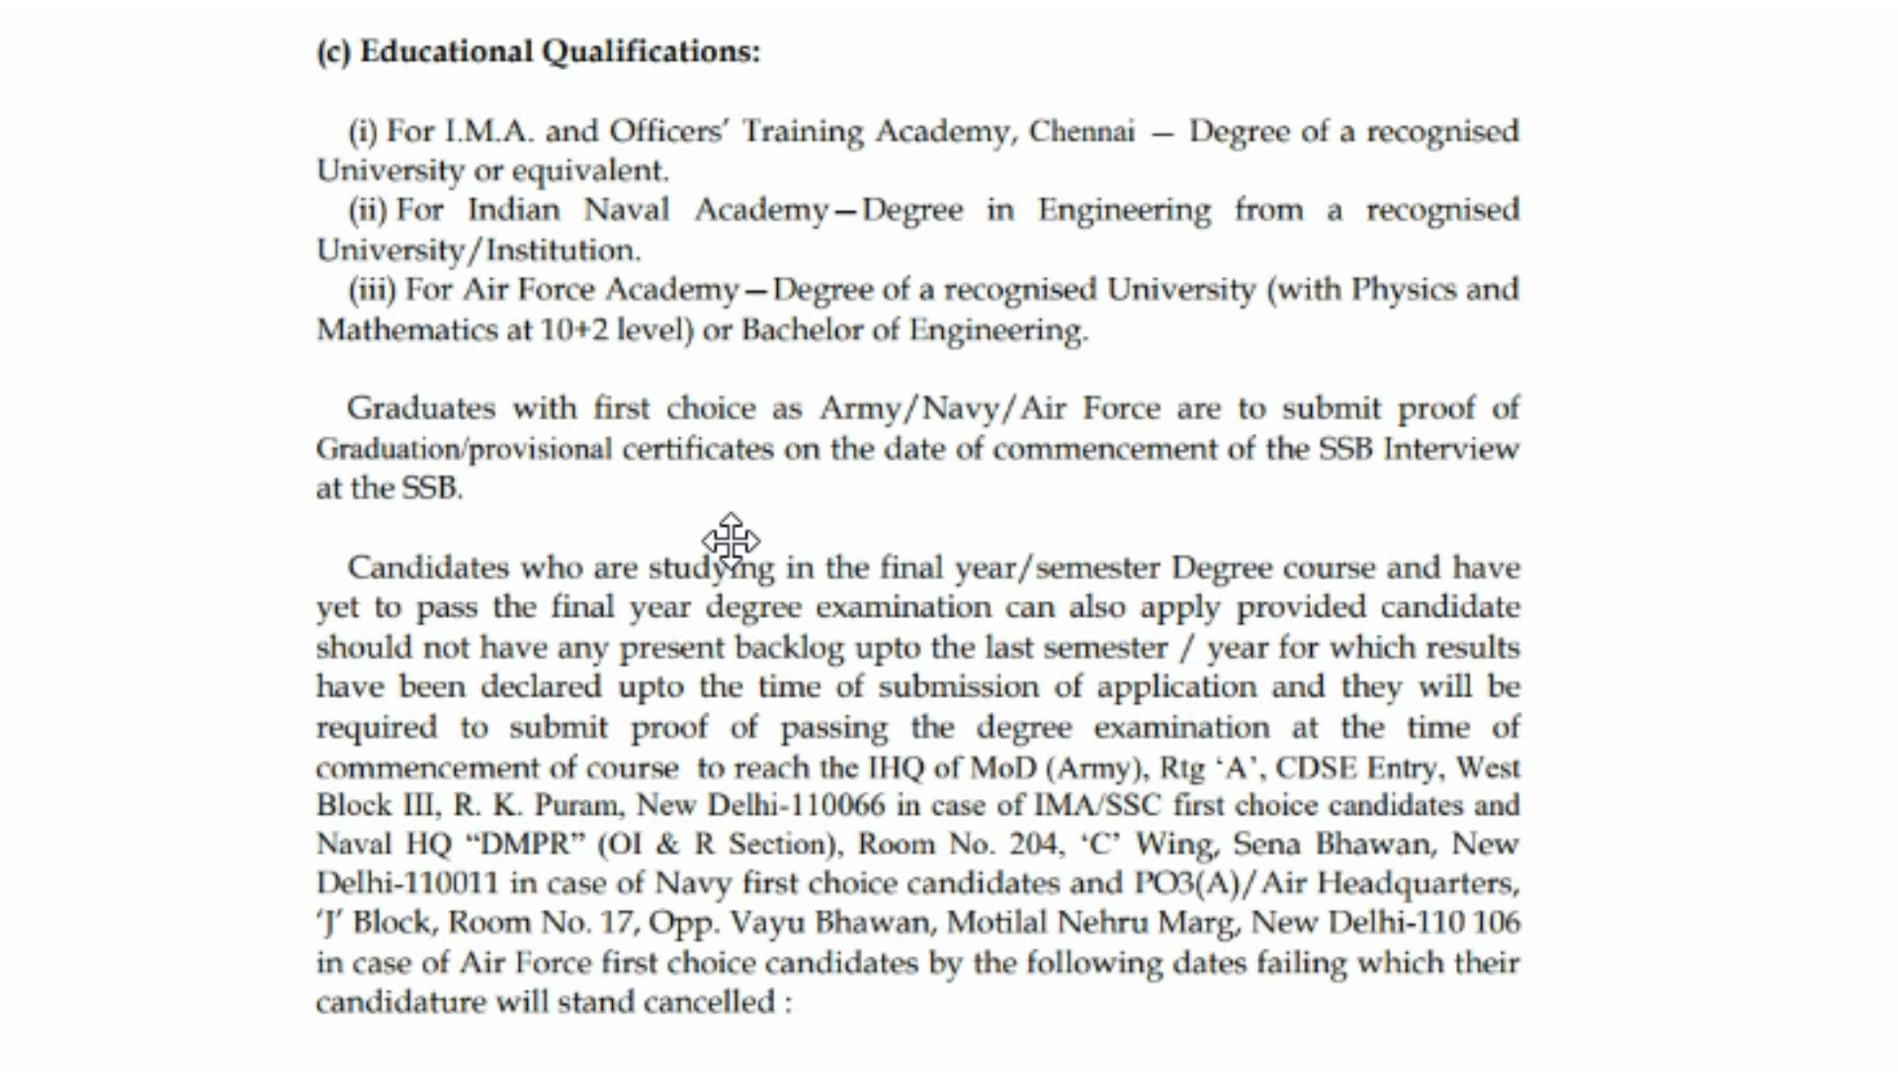 (c) Educational Qualifications:
(i) For I.M.A. and Officers’ Training Academy, Chennai — Degree of a recognised
University or equivalent.
(ii) For Indian Naval Academy—Degree in Engineering from a recognised
University/Institution.
(iii) For Air Force Academy—Degree of a recognised University (with Physics and
Mathematics at 10+2 level) or Bachelor of Engineering.
Graduates with first choice as Army/Navy/Air Force are to submit proof of
Graduation/provisional certificates on the date of commencement of the SSB Interview
at the SSB.
Candidates who are studying in the final year/semester Degree course and have
yet to pass the final year degree examination can also apply provided candidate
should not have any present backlog upto the last semester / year for which results
have been declared upto the time of submission of application and they will be
required to submit proof of passing the degree examination at the time of
commencement of course to reach the IHQ of MoD (Army), Rtg ‘A’, CDSE Entry, West
Block III, R. K. Puram, New Delhi-110066 in case of IMA/SSC first choice candidates and
Naval HQ “DMPR” (OI & R Section), Room No. 204, ‘C’ Wing, Sena Bhawan, New
Delhi-110011 in case of Navy first choice candidates and PO3(A)/Air Headquarters,
‘J’ Block, Room No. 17, Opp. Vayu Bhawan, Motilal Nehru Marg, New Delhi-110 106
in case of Air Force first choice candidates by the following dates failing which their
candidature will stand cancelled :